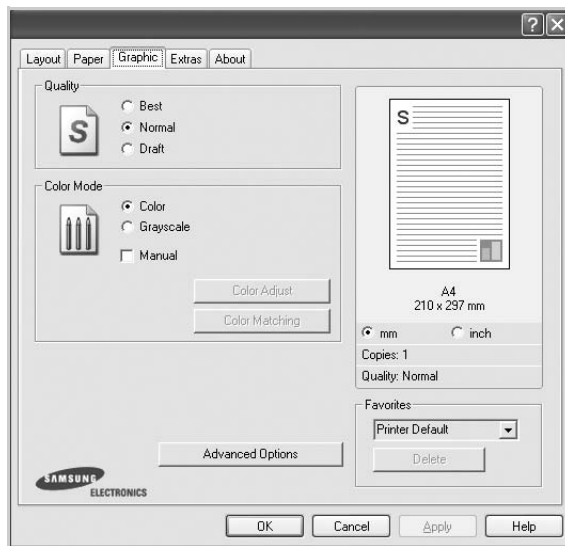 Layout Paper Graphic Extras About
Quality
S
Best
Normal
Draft
Color Mode
Color
Grayscale
Manual
Color Adjust
Color Matching
Advanced Options
SAMSUNG
ELECTRONICS
S
A4
210 x 297 mm
mm inch
Copies: 1
Quality: Normal
Favorites
Printer Default
Delete
OK Cancel Apply Help